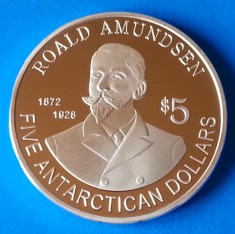 ROALD AMUNDSEN
1872
1928
$5
FIVE ANTARCTICAN DOLLARS